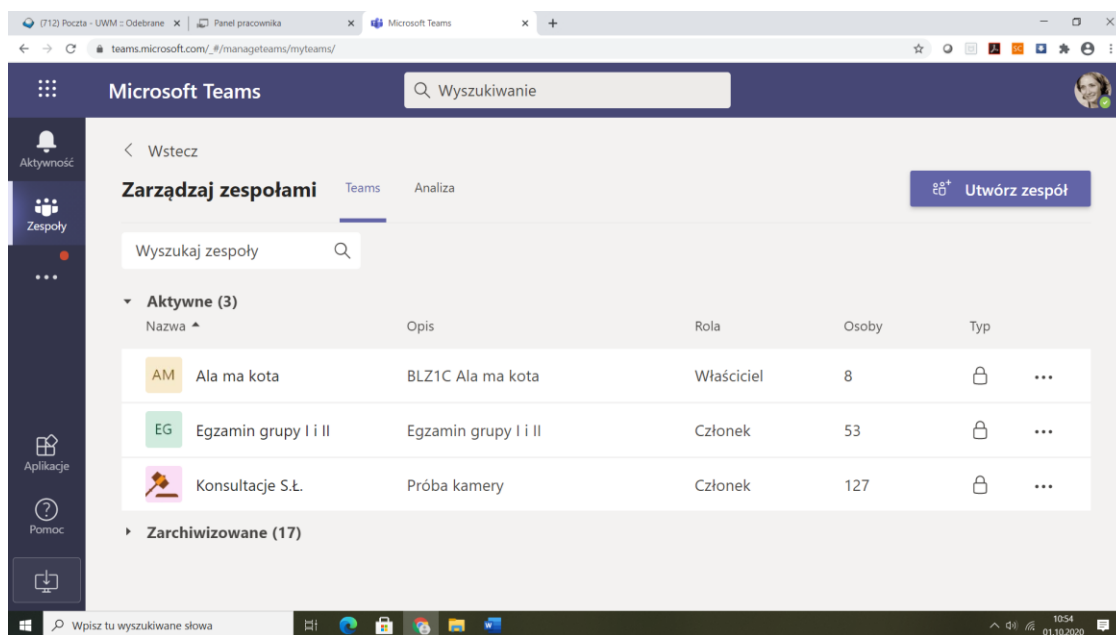 (712) Poczta - UWM :: Odebrane
Panel pracownika
Microsoft Teams
teams.microsoft.com/_#/manageteams/myteams/
SC
Microsoft Teams
Wyszukiwanie
Aktywność
Zespoły
Aplikacje
Pomoc
Wstecz
Zarządzaj zespołami Teams Analiza
Utwórz zespół
Wyszukaj zespoły
Aktywne (3)
Nazwa Opis Rola Osoby Typ
AM Ala ma kota BLZ1C Ala ma kota Właściciel 8
EG Egzamin grupy I i II Egzamin grupy I i II Członek 53
Konsultacje S.Ł. Próba kamery Członek 127
Zarchiwizowane (17)
Wpisz tu wyszukiwane słowa
10:54
01.10.2020